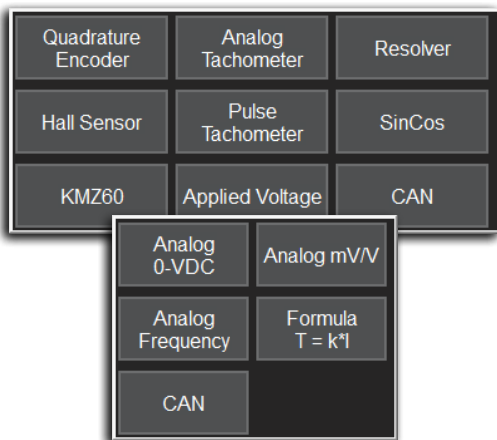 Quadrature
Encoder
Analog
Tachometer
Resolver
Hall Sensor
Pulse
Tachometer
SinCos
KMZ60
Applied Voltage
CAN
Analog
0-VDC
Analog mV/V
Analog
Frequency
Formula
T = k*I
CAN